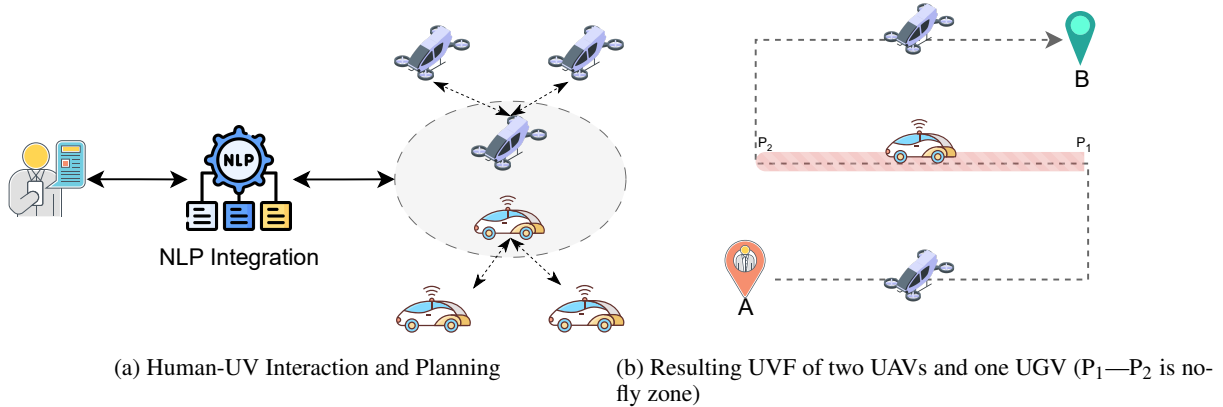 NLP
NLP Integration
B
P₂
P₁
A
(a) Human-UV Interaction and Planning
(b) Resulting UVF of two UAVs and one UGV (P₁—P₂ is no-
fly zone)